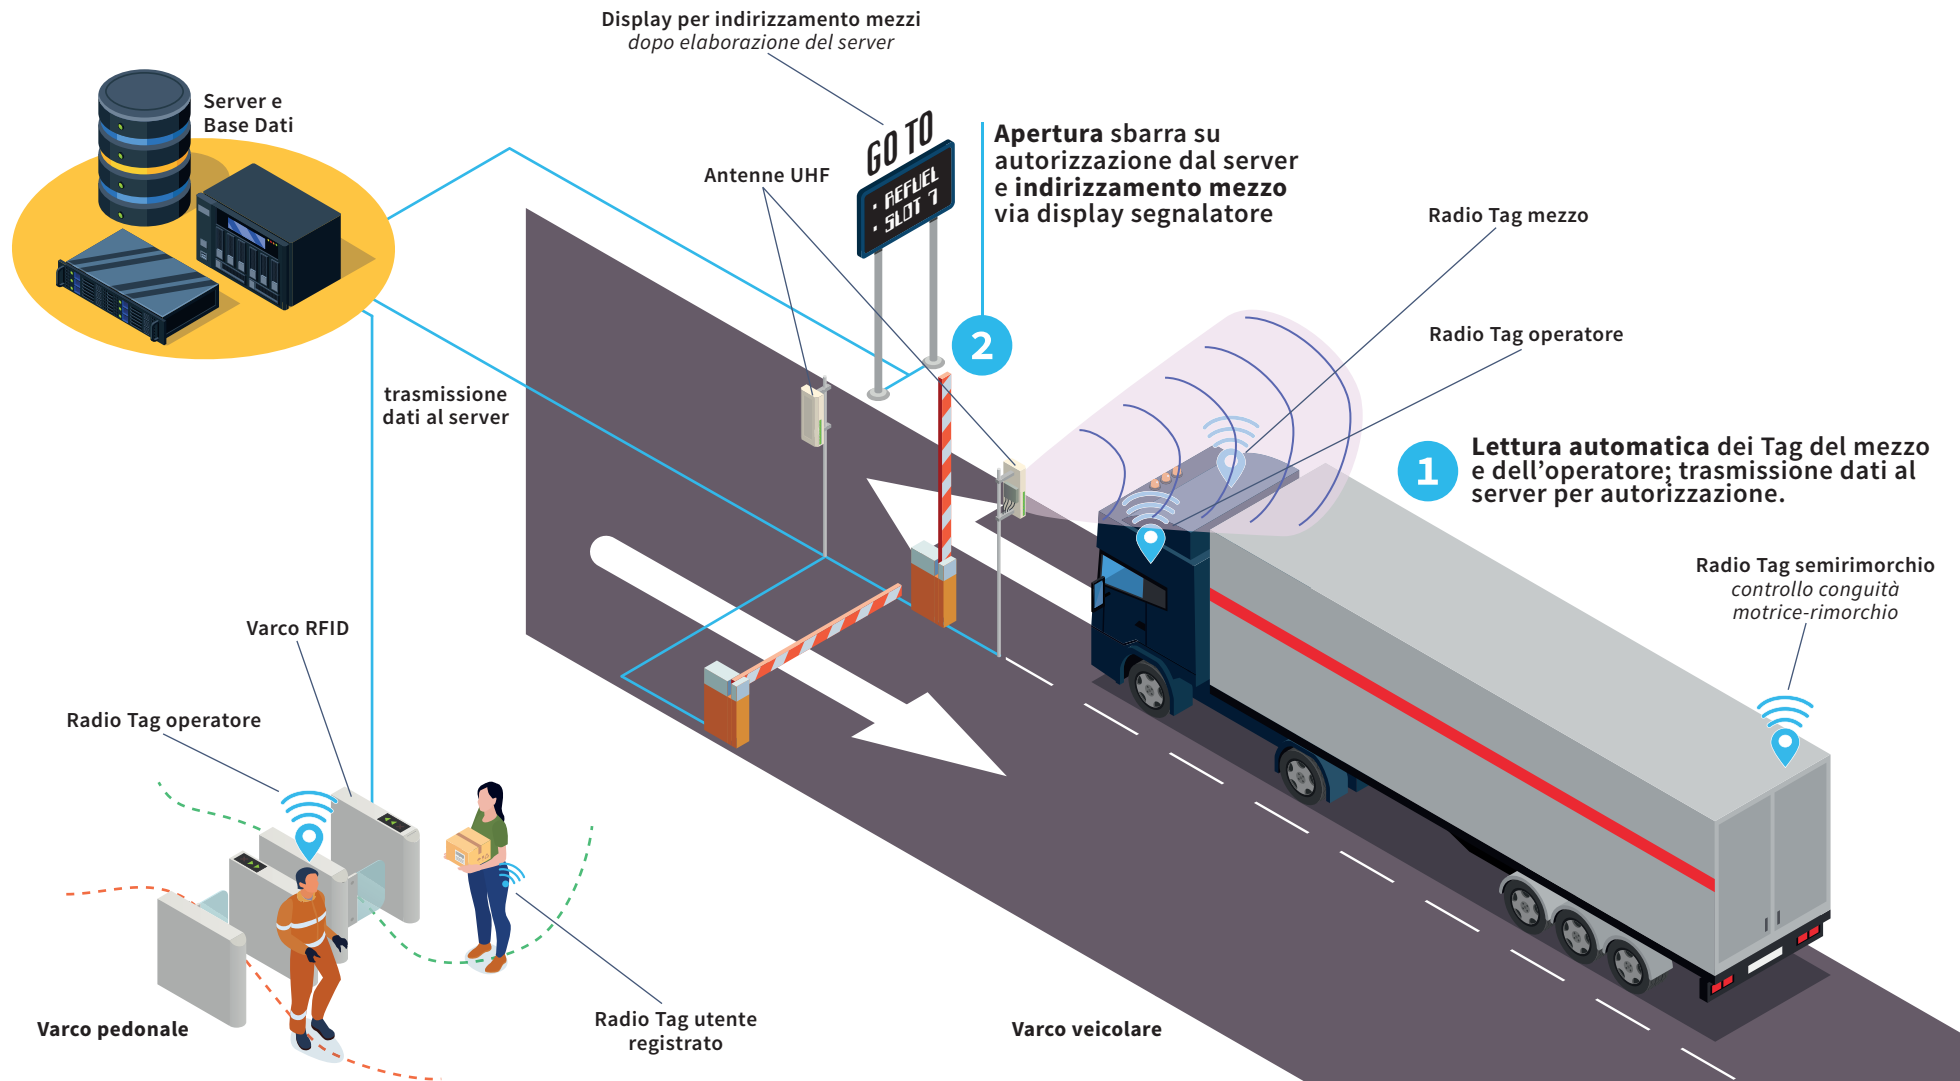 Display per indirizzamento mezzi
dopo elaborazione del server
Server e
Base Dati
GO TO
· REFUEL
· SLOT 7
Antenne UHF
2
Apertura sbarra su
autorizzazione dal server
e indirizzamento mezzo
via display segnalatore
Radio Tag mezzo
Radio Tag operatore
trasmissione
dati al server
1
Lettura automatica dei Tag del mezzo
e dell'operatore; trasmissione dati al
server per autorizzazione.
Radio Tag semirimorchio
controllo conguità
motrice-rimorchio
Varco RFID
Radio Tag operatore
Varco pedonale
Radio Tag utente
registrato
Varco veicolare